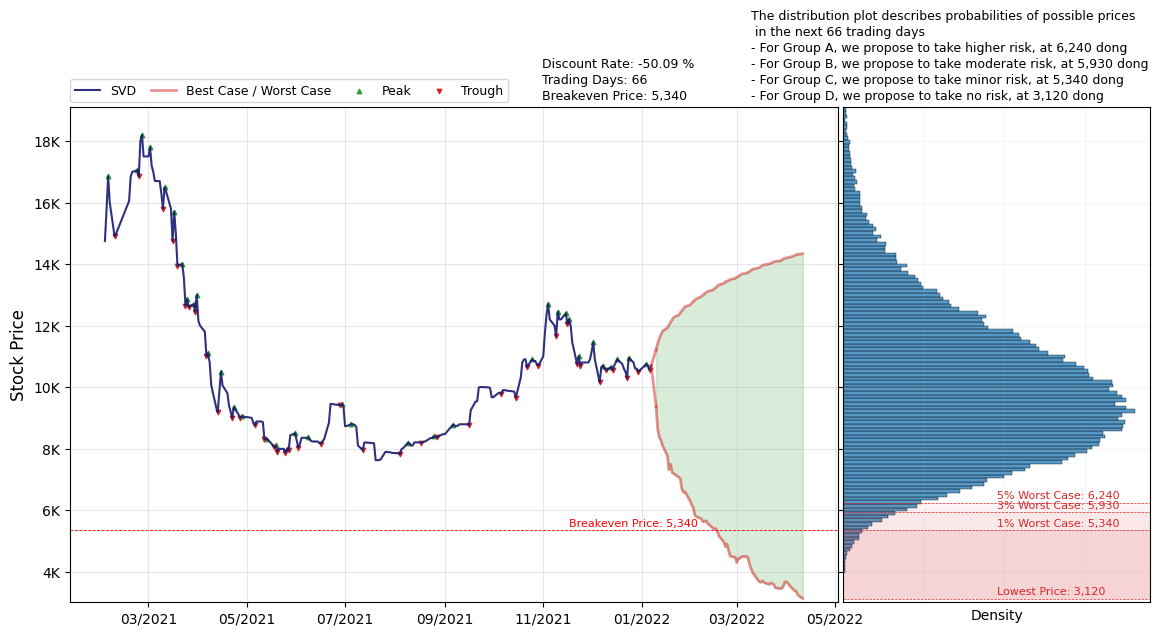 The distribution plot describes probabilities of possible prices
in the next 66 trading days
- For Group A, we propose to take higher risk, at 6,240 dong
- For Group B, we propose to take moderate risk, at 5,930 dong
- For Group C, we propose to take minor risk, at 5,340 dong
- For Group D, we propose to take no risk, at 3,120 dong
Discount Rate: -50.09 %
Trading Days: 66
Breakeven Price: 5,340
SVD Best Case / Worst Case Peak Trough
Stock Price
18K
16K
14K
12K
10K
8K
6K
4K
Breakeven Price: 5,340
5% Worst Case: 6,240
3% Worst Case: 5,930
1% Worst Case: 5,340
Lowest Price: 3,120
03/2021 05/2021 07/2021 09/2021 11/2021 01/2022 03/2022 05/2022
Density